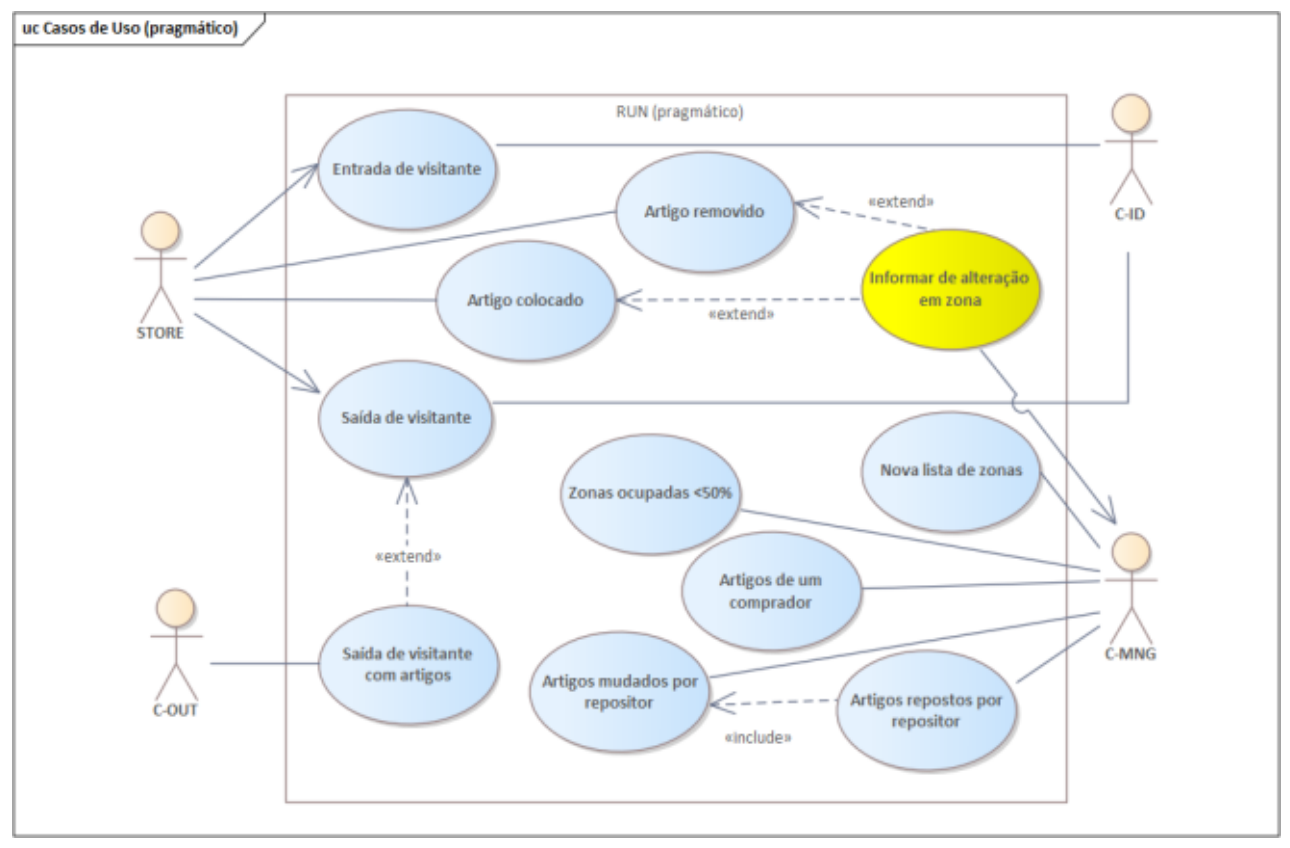 uc Casos de Uso (pragmático)
RUN (pragmático)
Entrada de visitante
Artigo removido
«extend»
C-ID
Informar de alteração
em zona
Artigo colocado
«extend»
STORE
Saída de visitante
Nova lista de zonas
Zonas ocupadas <50%
«extend»
Artigos de um
comprador
Saída de visitante
com artigos
C-MNG
Artigos mudados por
repositor
Artigos repostos por
repositor
C-OUT
«include»